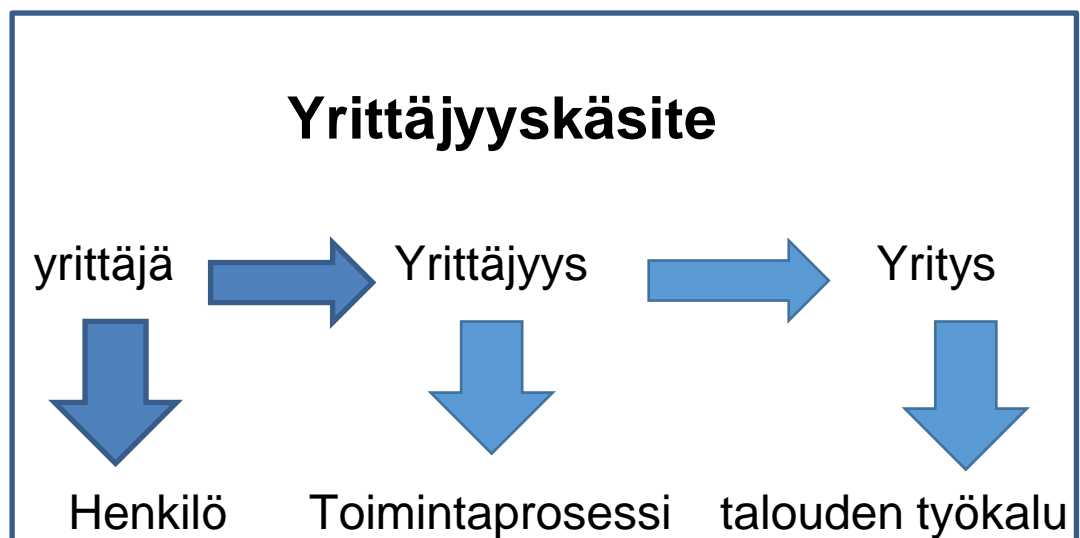 Yrittäjyyskäsite
yrittäjä Yrittäjyys Yritys
Henkilö Toimintaprosessi talouden työkalu